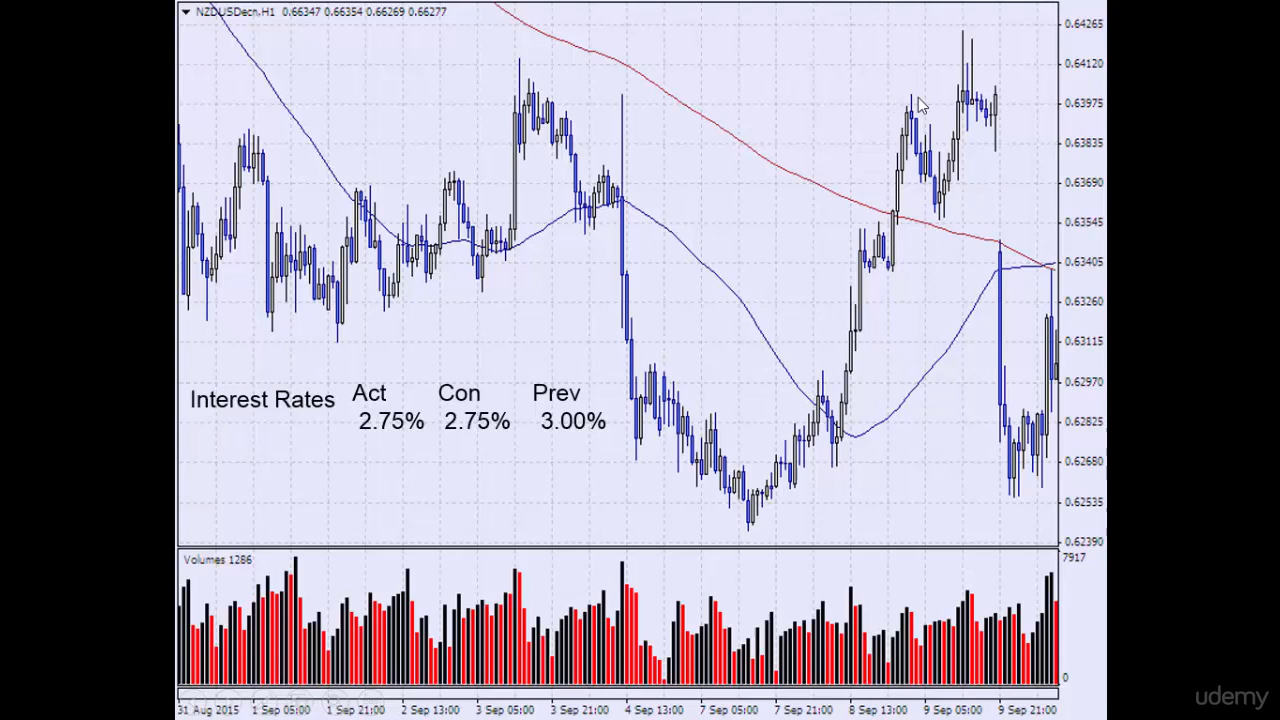 NZDUSDecn,H1 0.66347 0.66354 0.66269 0.66277
0.64265
0.64120
0.63975
0.63835
0.63690
0.63545
0.63405
0.63260
0.63115
0.62970
0.62825
0.62680
0.62535
0.62390
Interest Rates Act Con Prev
2.75% 2.75% 3.00%
Volumes 1286
7917
0
31 Aug 2015 1 Sep 05:00 1 Sep 21:00 2 Sep 13:00 3 Sep 05:00 3 Sep 21:00 4 Sep 13:00 7 Sep 05:00 7 Sep 21:00 8 Sep 13:00 9 Sep 05:00 9 Sep 21:00
udemy